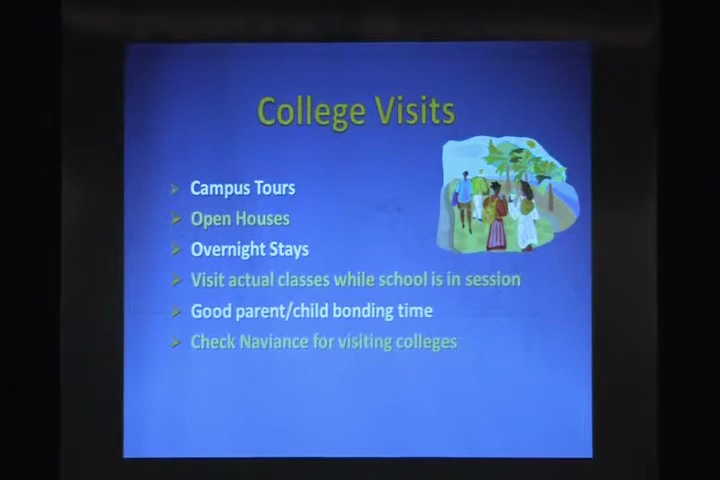 College Visits
Campus Tours
Open Houses
Overnight Stays
Visit actual classes while school is in session
Good parent/child bonding time
Check Naviance for visiting colleges